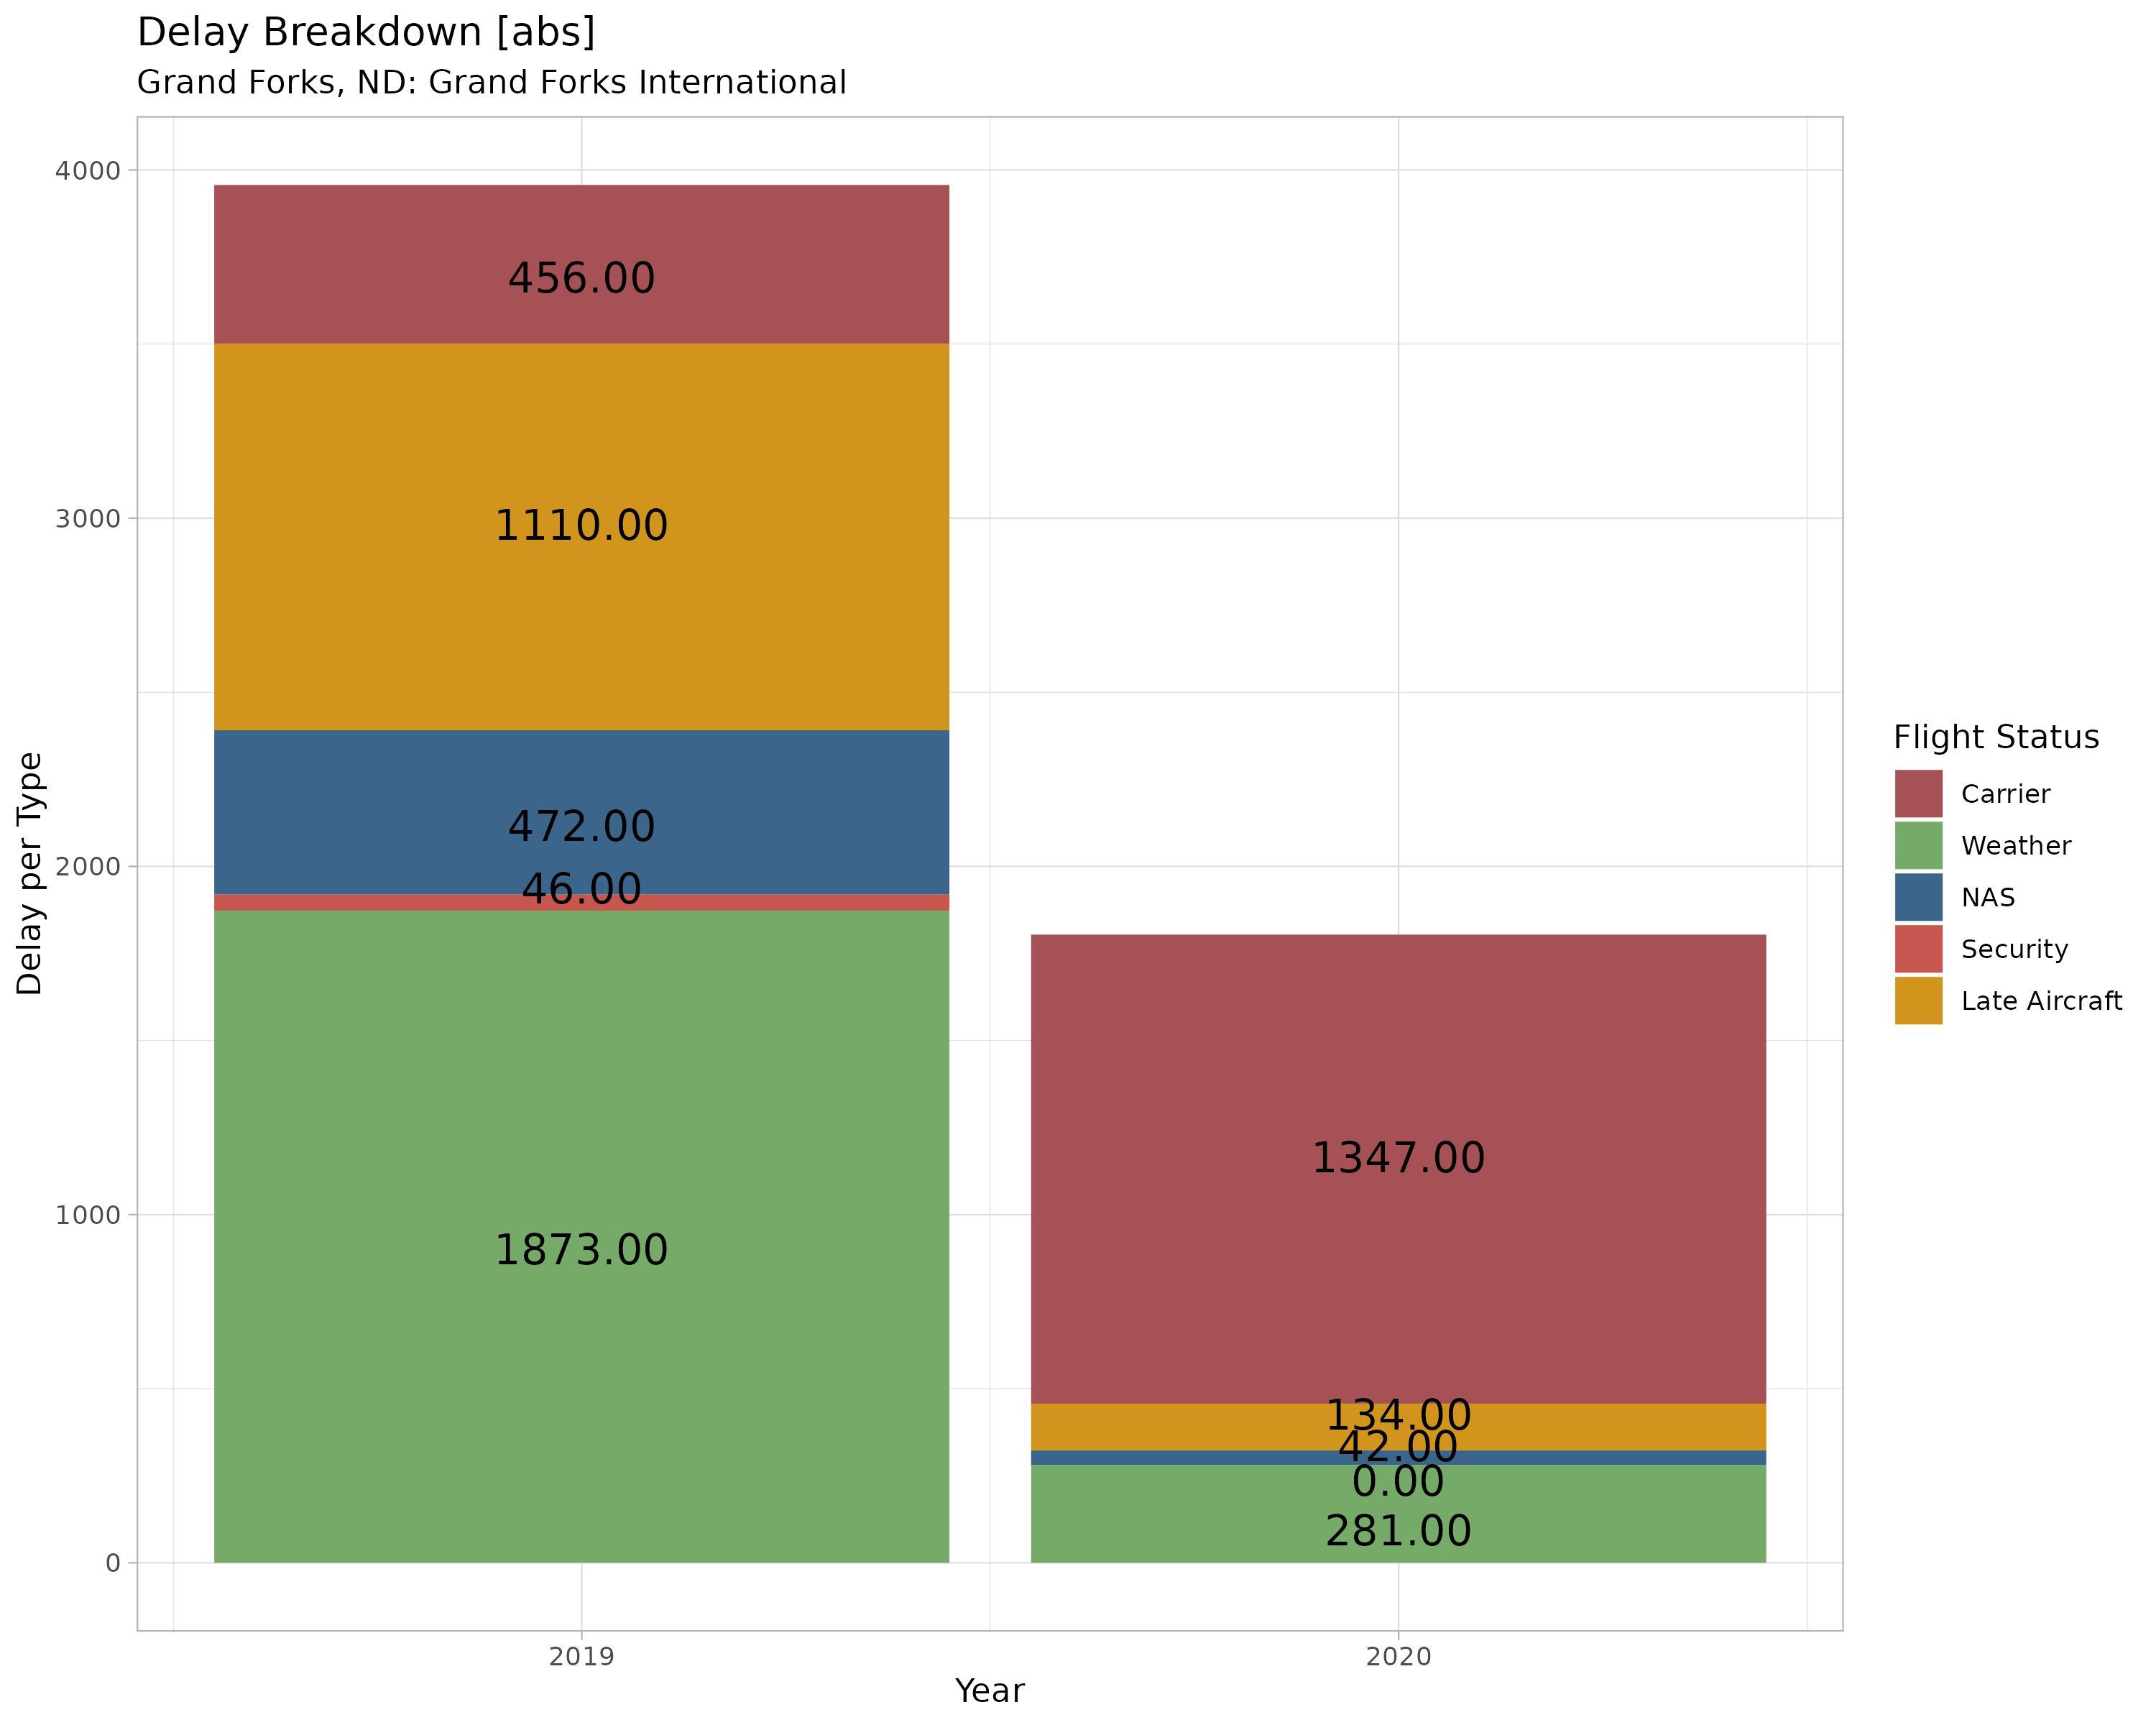 Delay Breakdown [abs]
Grand Forks, ND: Grand Forks International
Delay per Type
4000
3000
2000
1000
0
456.00
1110.00
472.00
46.00
1873.00
1347.00
134.00
42.00
0.00
281.00
2019
2020
Year
Flight Status
Carrier
Weather
NAS
Security
Late Aircraft